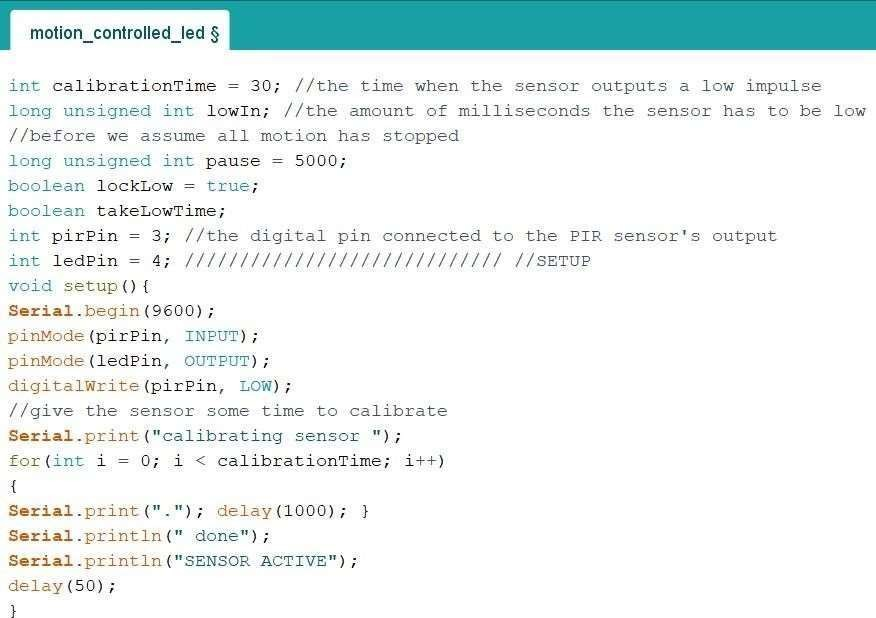 motion_controlled_led §
int calibrationTime = 30; //the time when the sensor outputs a low impulse
long unsigned int lowIn; //the amount of milliseconds the sensor has to be low
//before we assume all motion has stopped
long unsigned int pause = 5000;
boolean lockLow = true;
boolean takeLowTime;
int pirPin = 3; //the digital pin connected to the PIR sensor's output
int ledPin = 4; ///////////////////////////// //SETUP
void setup(){
Serial.begin(9600);
pinMode(pirPin, INPUT);
pinMode(ledPin, OUTPUT);
digitalWrite(pirPin, LOW);
//give the sensor some time to calibrate
Serial.print("calibrating sensor ");
for(int i = 0; i < calibrationTime; i++)
{
Serial.print("."); delay(1000); }
Serial.println(" done");
Serial.println("SENSOR ACTIVE");
delay(50);
}